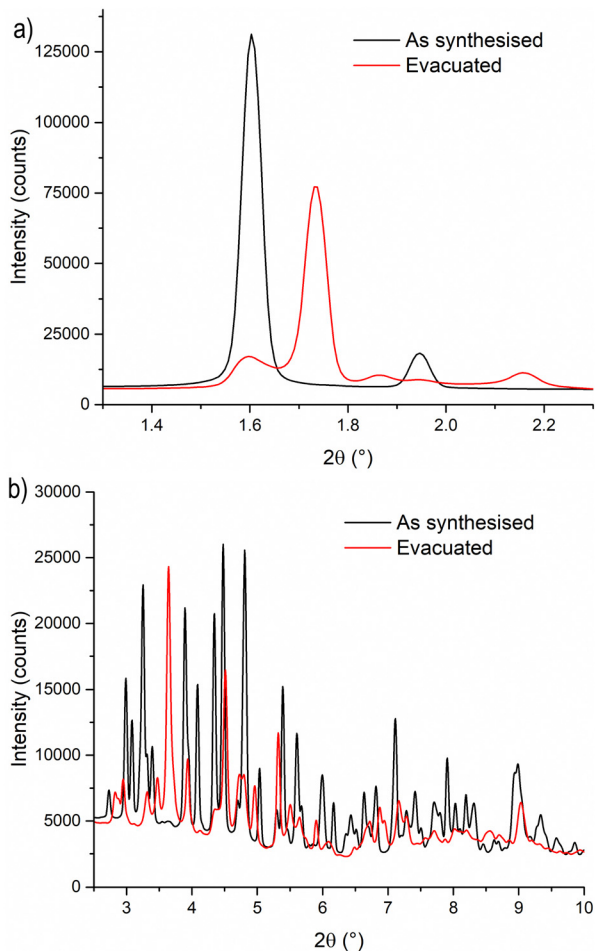 a)
As synthesised
Evacuated
Intensity (counts)
125000
100000
75000
50000
25000
0
1.4
1.6
1.8
2.0
2.2
2θ (°)
b)
As synthesised
Evacuated
Intensity (counts)
30000
25000
20000
15000
10000
5000
0
3
4
5
6
7
8
9
10
2θ (°)